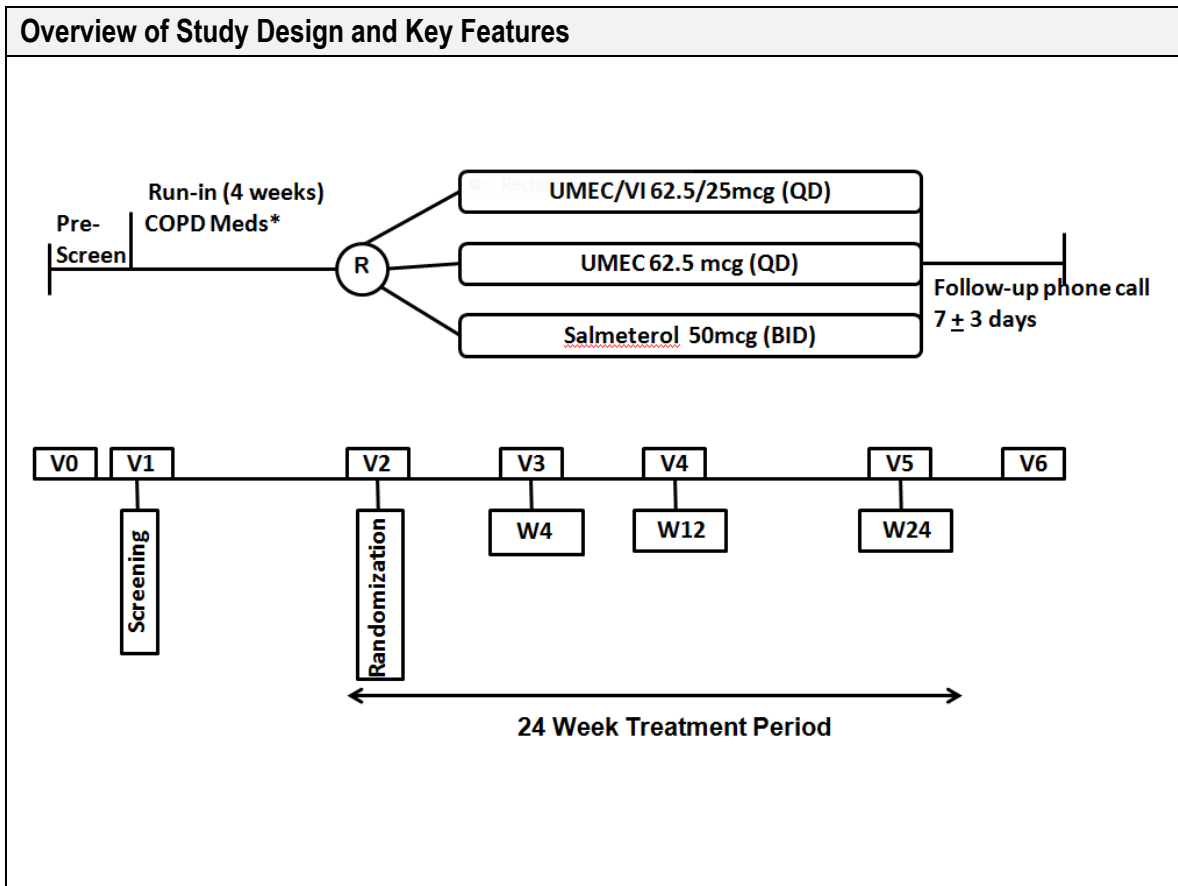 Overview of Study Design and Key Features
Pre-
Screen
Run-in (4 weeks)
COPD Meds*
R
UMEC/VI 62.5/25mcg (QD)
UMEC 62.5 mcg (QD)
Salmeterol 50mcg (BID)
Follow-up phone call
7 ± 3 days
V0 V1 V2 V3 V4 V5 V6
Screening
Randomization
W4 W12 W24
24 Week Treatment Period